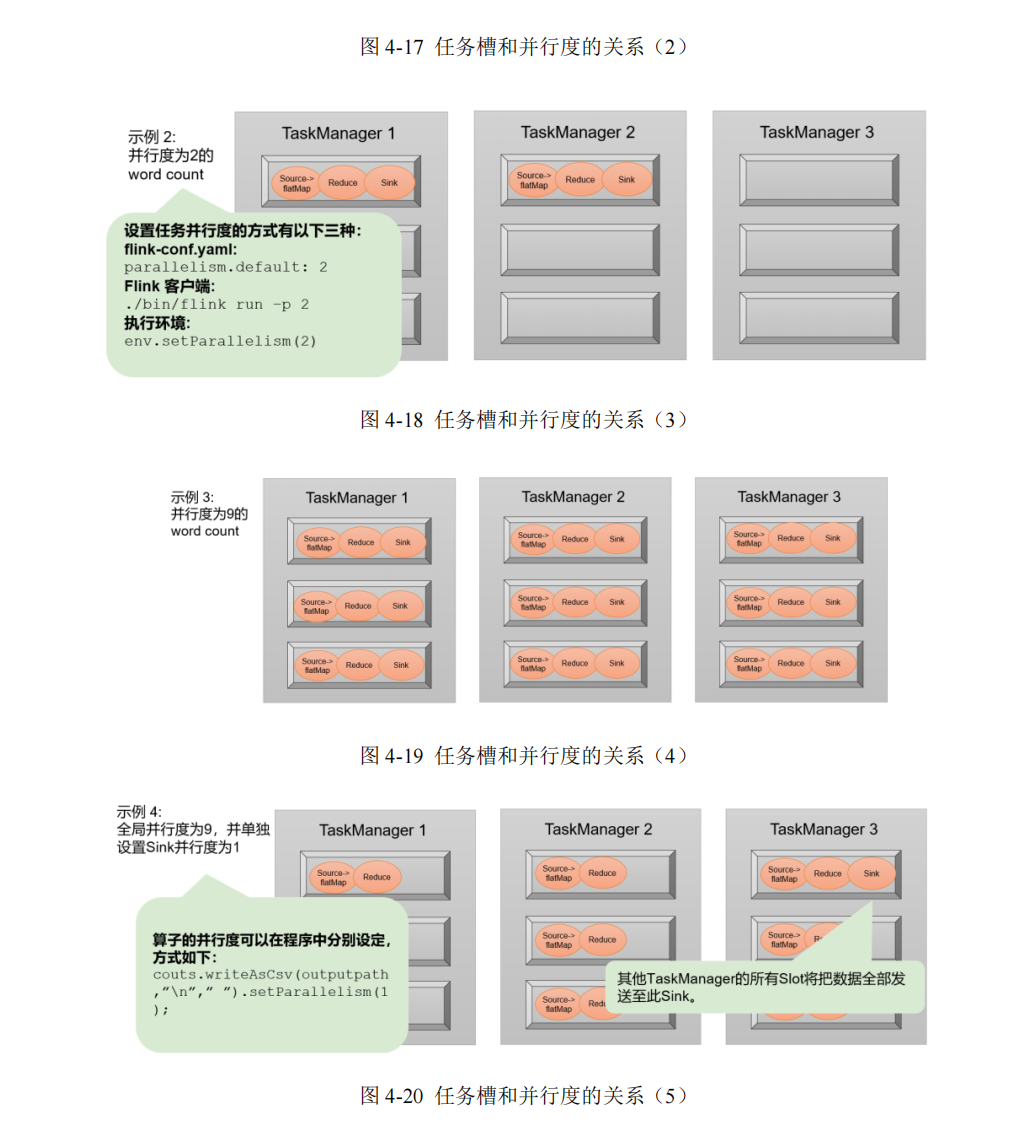 图 4-17 任务槽和并行度的关系（2）
示例 2:
并行度为2的
word count
TaskManager 1
Source->
flatMap
Reduce
Sink
TaskManager 2
Source->
flatMap
Reduce
Sink
TaskManager 3
设置任务并行度的方式有以下三种：
flink-conf.yaml:
parallelism.default: 2
Flink 客户端:
./bin/flink run –p 2
执行环境:
env.setParallelism(2)
图 4-18 任务槽和并行度的关系（3）
示例 3:
并行度为9的
word count
TaskManager 1
Source->
flatMap
Reduce
Sink
Source->
flatMap
Reduce
Sink
Source->
flatMap
Reduce
Sink
TaskManager 2
Source->
flatMap
Reduce
Sink
Source->
flatMap
Reduce
Sink
Source->
flatMap
Reduce
Sink
TaskManager 3
Source->
flatMap
Reduce
Sink
Source->
flatMap
Reduce
Sink
Source->
flatMap
Reduce
Sink
图 4-19 任务槽和并行度的关系（4）
示例 4:
全局并行度为9，并单独
设置Sink并行度为1
TaskManager 1
Source->
flatMap
Reduce
算子的并行度可以在程序中分别设定，
方式如下：
couts.writeAsCsv(outputpath
,”\n”,” ”).setParallelism(1
);
TaskManager 2
Source->
flatMap
Reduce
Source->
flatMap
Reduce
Source->
flatMap
TaskManager 3
Source->
flatMap
Reduce
Sink
Source->
flatMap
其他TaskManager的所有Slot将把数据全部发
送至此Sink。
图 4-20 任务槽和并行度的关系（5）